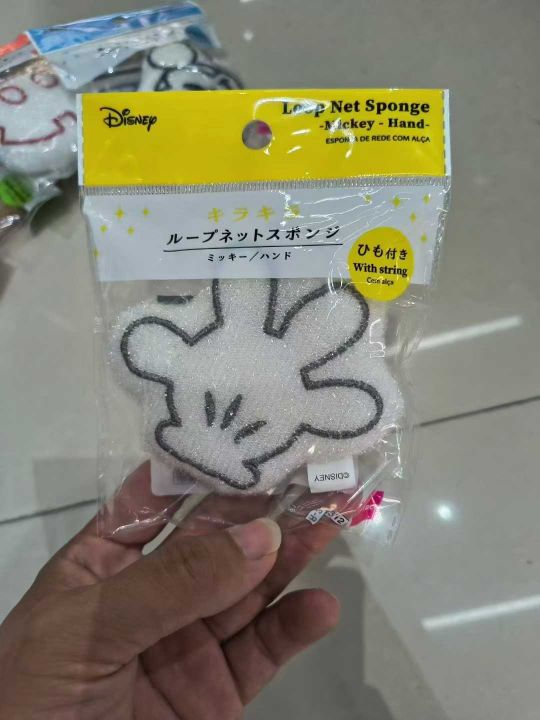 Disney
Loop Net Sponge
-Mickey - Hand-
ESPONJA DE REDE COM ALÇA
キラキラ
ループネットスポンジ
ミッキー/ハンド
ひも付き
With string
Com alça
©DISNEY